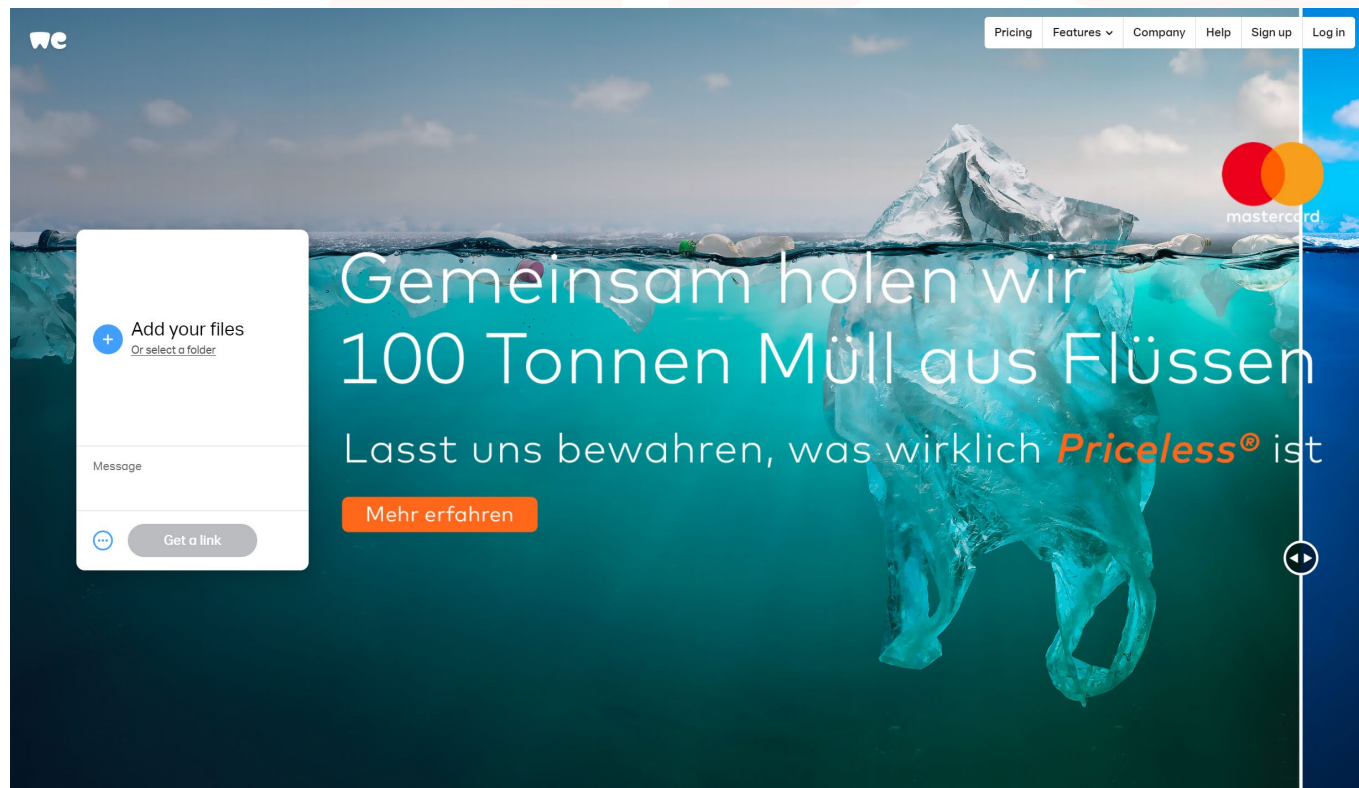 we
Pricing Features Company Help Sign up Log in
mastercard
Gemeinsam holen wir
100 Tonnen Müll aus Flüssen
Lasst uns bewahren, was wirklich Priceless® ist
Mehr erfahren
Add your files
Or select a folder
Message
Get a link